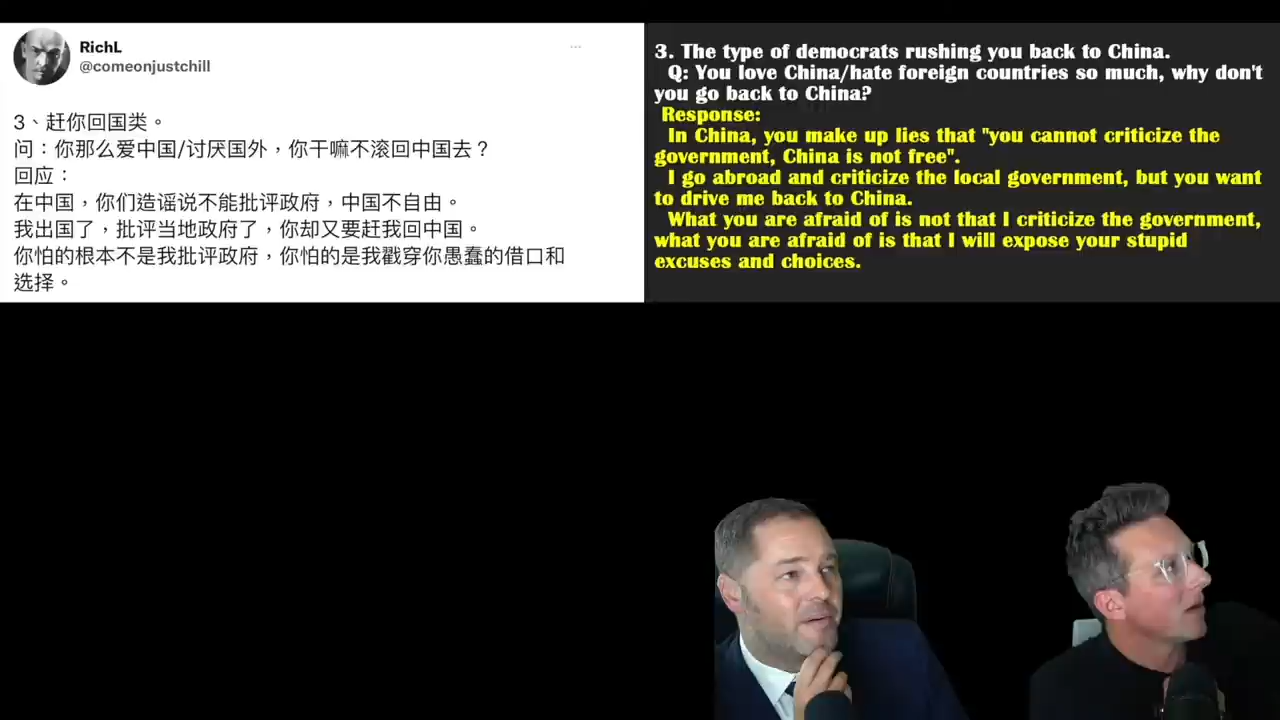 RichL
@comeonjustchill
3、赶你回国类。
问：你那么爱中国/讨厌国外，你干嘛不滚回中国去？
回应：
在中国，你们造谣说不能批评政府，中国不自由。
我出国了，批评当地政府了，你却又要赶我回中国。
你怕的根本不是我批评政府，你怕的是我戳穿你愚蠢的借口和
选择。
3. The type of democrats rushing you back to China.
Q: You love China/hate foreign countries so much, why don't
you go back to China?
Response:
In China, you make up lies that "you cannot criticize the
government, China is not free".
I go abroad and criticize the local government, but you want
to drive me back to China.
What you are afraid of is not that I criticize the government,
what you are afraid of is that I will expose your stupid
excuses and choices.